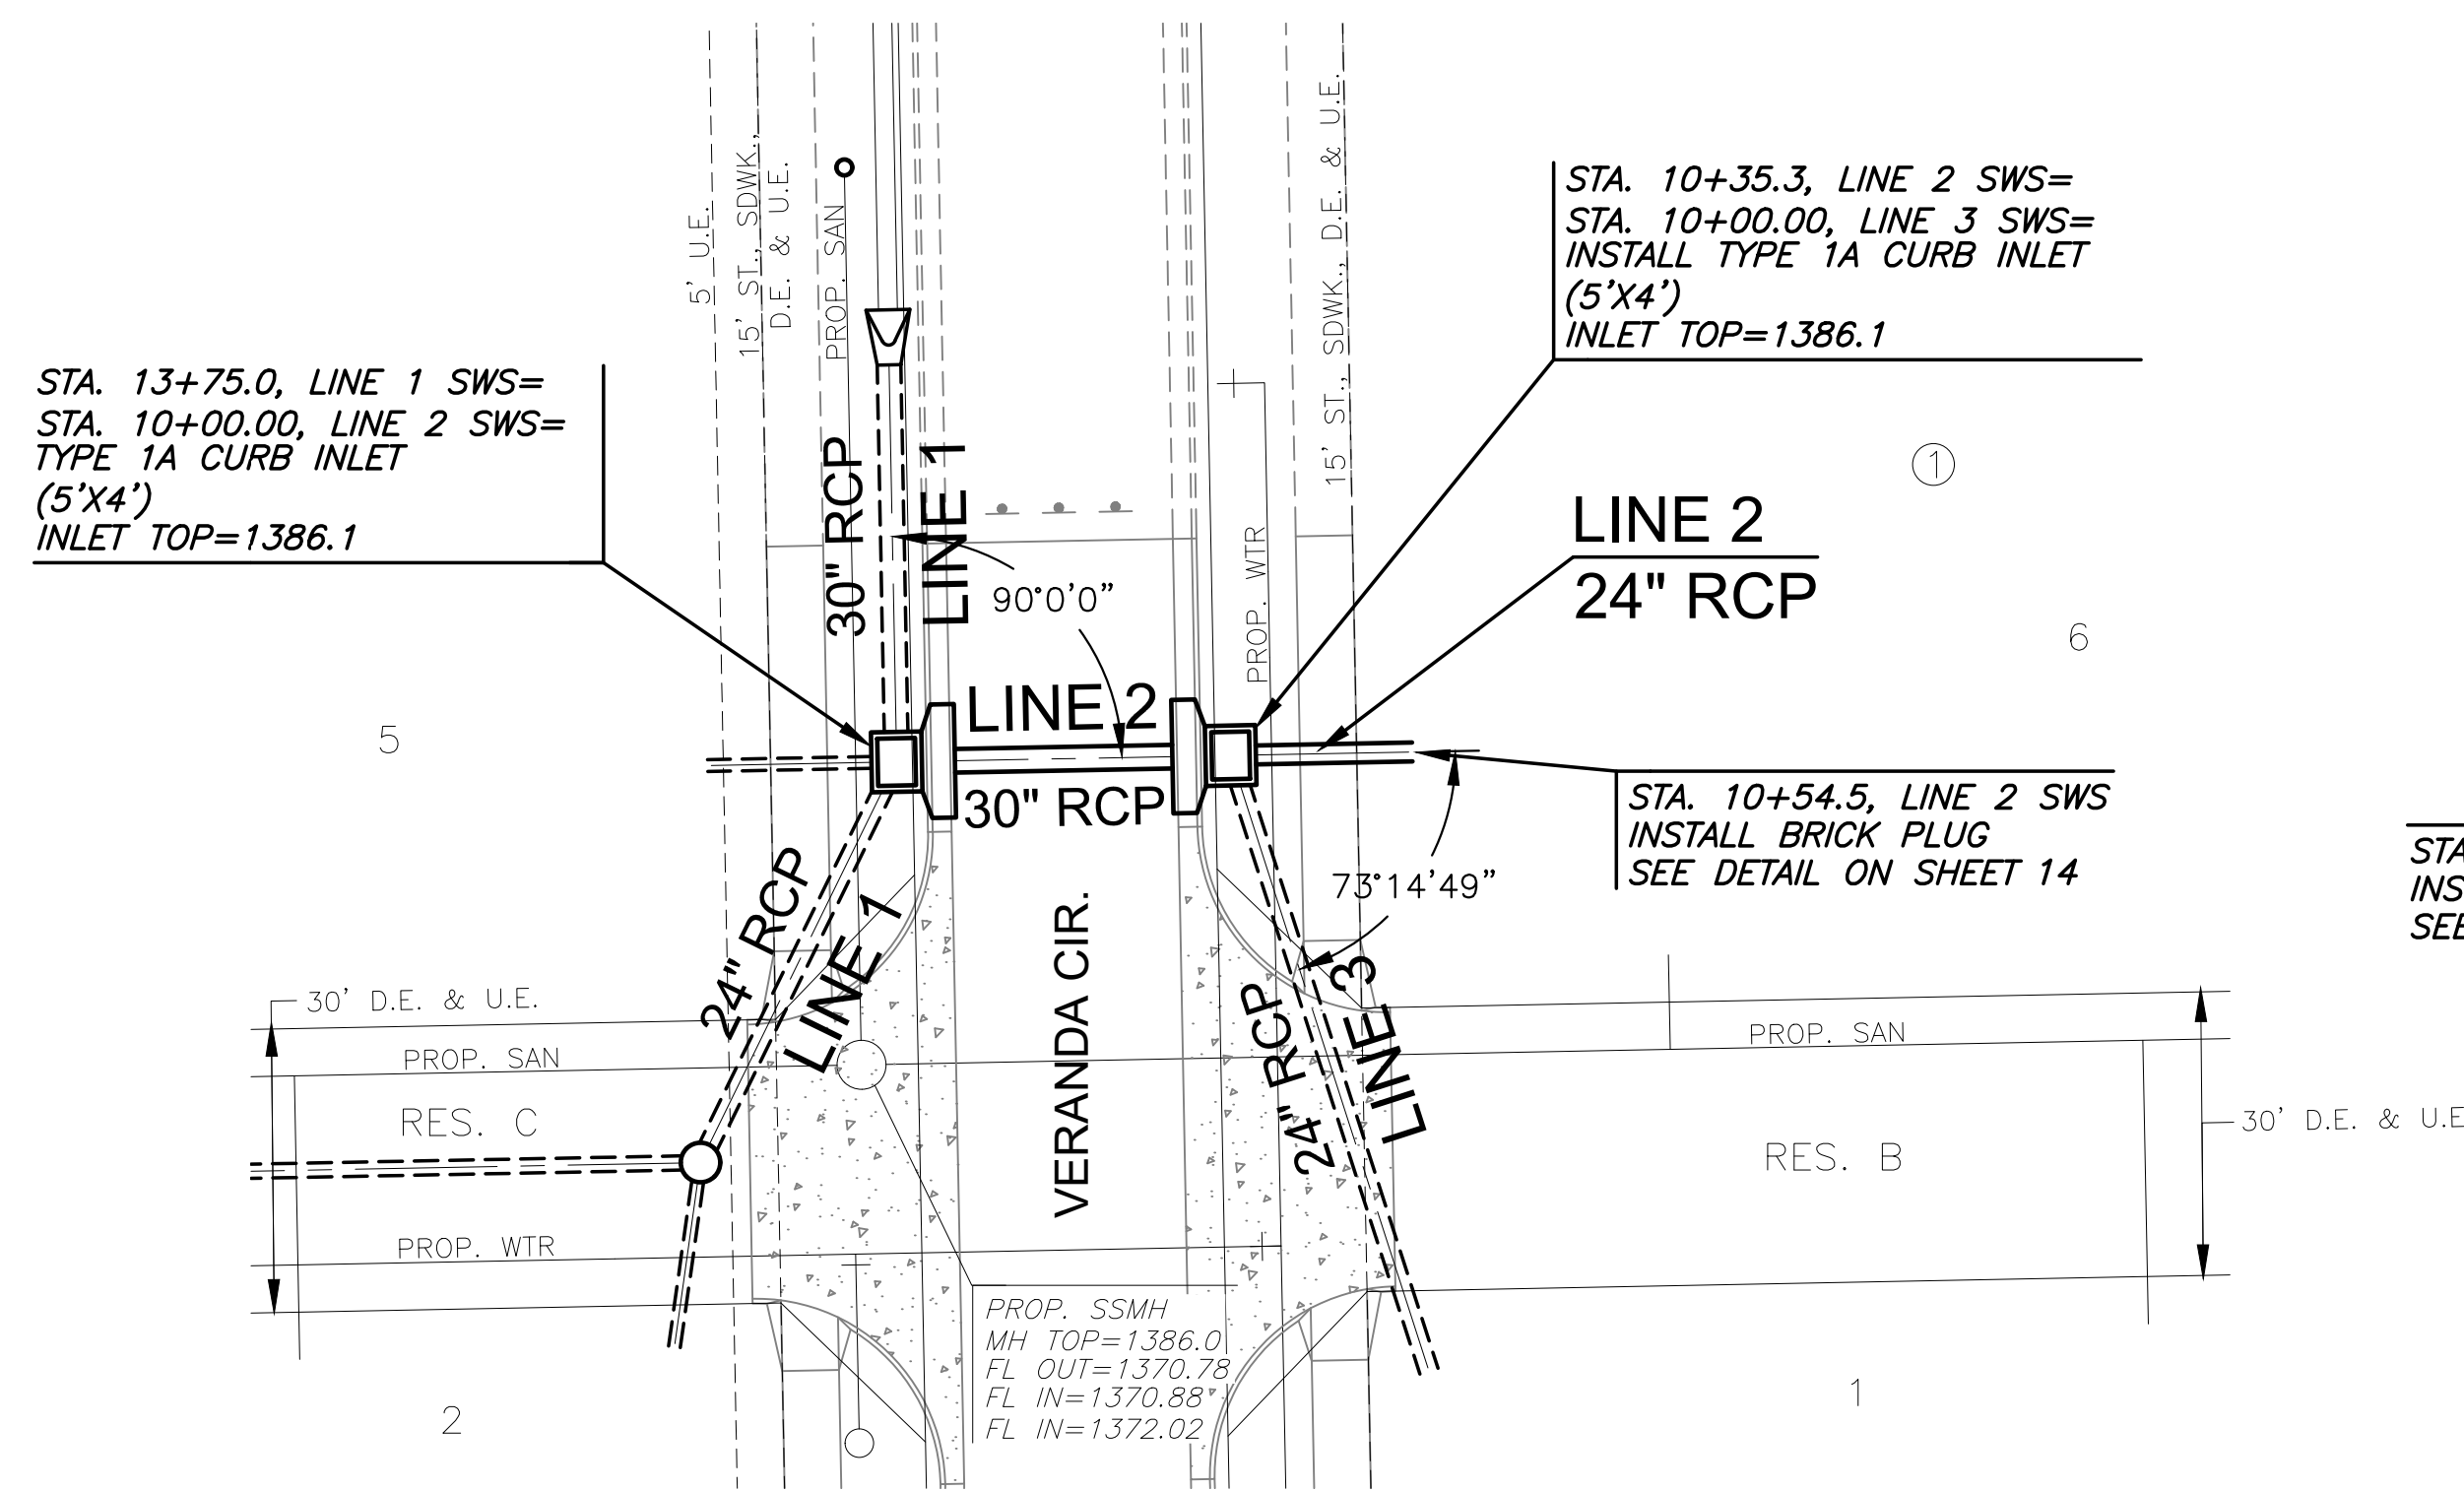 5' U.E.
15' ST., SDWK.,
D.E. & U.E.
PROP. SAN
15' ST., SDWK., D.E. & U.E.
STA. 10+35.3, LINE 2 SWS=
STA. 10+00.00, LINE 3 SWS=
INSTALL TYPE 1A CURB INLET
(5'X4')
INLET TOP=1386.1
STA. 13+75.0, LINE 1 SWS=
STA. 10+00.00, LINE 2 SWS=
TYPE 1A CURB INLET
(5'X4')
INLET TOP=1386.1
30" RCP
LINE 1
90°0'0"
PROP. WTR
1
LINE 2
24" RCP
6
5
LINE 2
30" RCP
STA. 10+54.5, LINE 2 SWS
INSTALL BRICK PLUG
SEE DETAIL ON SHEET 14
STA
INS
SEE
73°14'49"
24" RCP
LINE 1
VERANDA CIR.
24" RCP
LINE 3
30' D.E. & U.E.
PROP. SAN
RES. C
PROP. WTR
PROP. SAN
RES. B
30' D.E. & U.E
PROP. SSMH
MH TOP=1386.0
FL OUT=1370.78
FL IN=1370.88
FL IN=1372.02
2
1